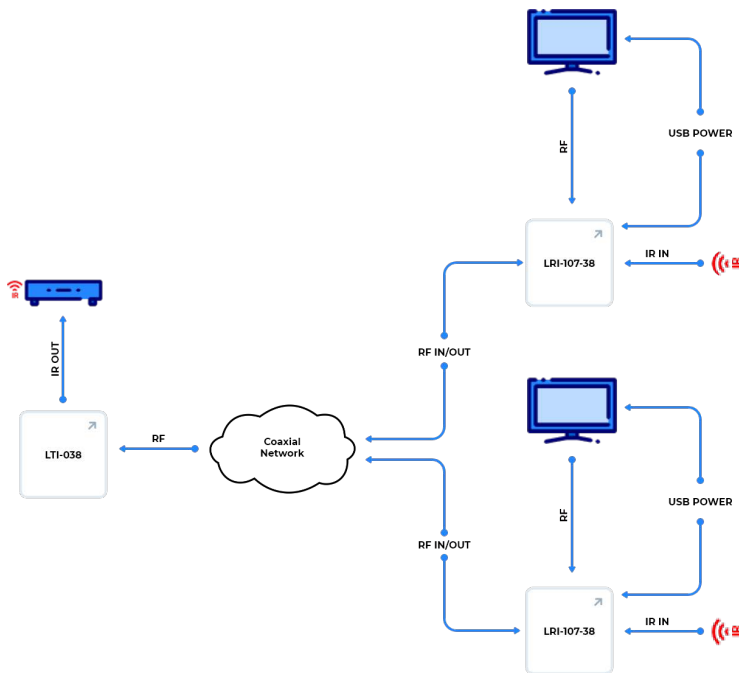 USB POWER
RF
LRI-107-38
IR IN
IR
IR
IR OUT
RF IN/OUT
LTI-038
RF
Coaxial
Network
USB POWER
RF
RF IN/OUT
LRI-107-38
IR IN
IR